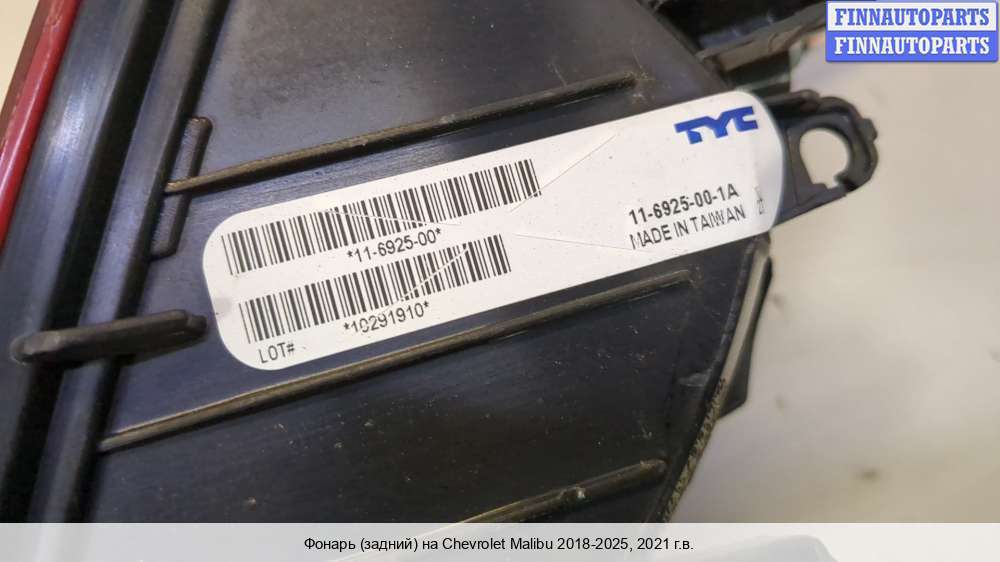 FINNAUTOPARTS
FINNAUTOPARTS
TYC
11-6925-00-1A
MADE IN TAIWAN
*11-6925-00*
*10291910*
LOT#
Фонарь (задний) на Chevrolet Malibu 2018-2025, 2021 г.в.